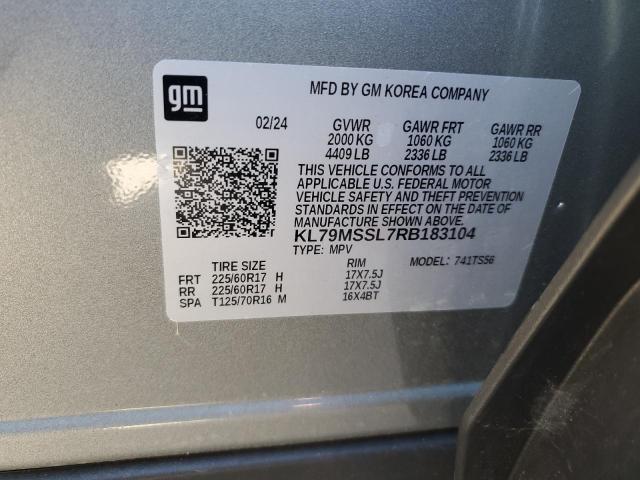 gm
MFD BY GM KOREA COMPANY
02/24 GVWR GAWR FRT GAWR RR
2000 KG 1060 KG 1060 KG
4409 LB 2336 LB 2336 LB
THIS VEHICLE CONFORMS TO ALL
APPLICABLE U.S. FEDERAL MOTOR
VEHICLE SAFETY AND THEFT PREVENTION
STANDARDS IN EFFECT ON THE DATE OF
KL79MSSL7RB183104
TYPE: MPV MODEL: 741TS56
TIRE SIZE RIM
FRT 225/60R17 H 17X7.5J
RR 225/60R17 H 17X7.5J
SPA T125/70R16 M 16X4BT